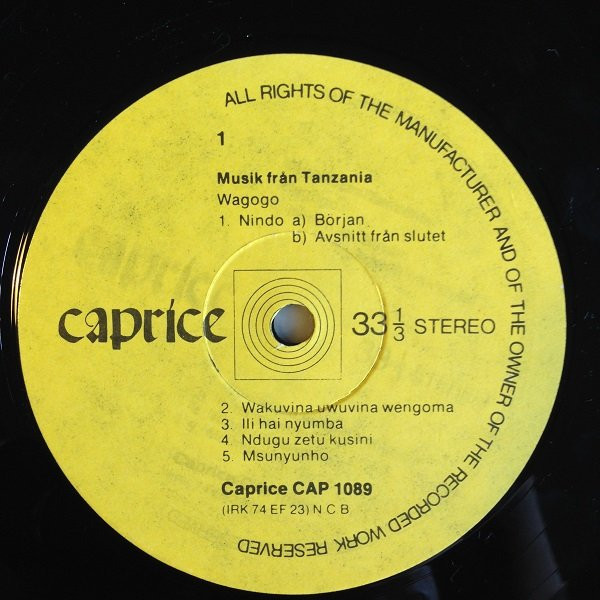 ALL RIGHTS OF THE MANUFACTURER AND OF THE OWNER OF THE RECORDED WORK RESERVED
1
Musik från Tanzania
Wagogo
1. Nindo a) Början
b) Avsnitt från slutet
caprice
33 1/3 STEREO
2. Wakuvina uwuvina wengoma
3. Ili hai nyumba
4. Ndugu zetu kusini
5. Msunyunho
Caprice CAP 1089
(IRK 74 EF 23) N C B